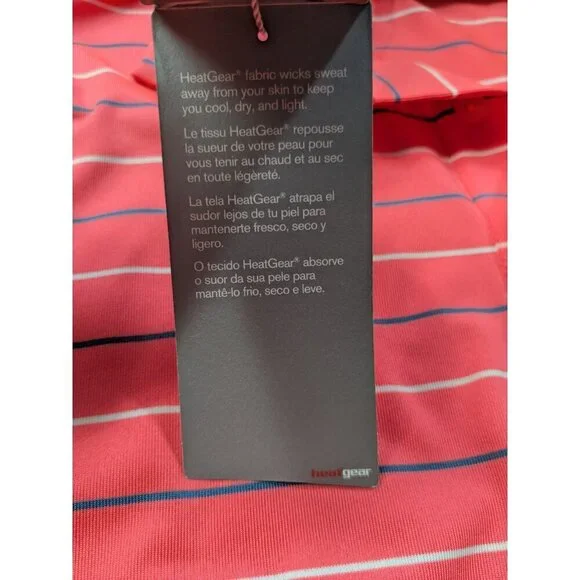 HeatGear® fabric wicks sweat
away from your skin to keep
you cool, dry, and light.
Le tissu HeatGear® repousse
la sueur de votre peau pour
vous tenir au chaud et au sec
en toute légèreté.
La tela HeatGear® atrapa el
sudor lejos de tu piel para
mantenerte fresco, seco y
ligero.
O tecido HeatGear® absorve
o suor da sua pele para
mantê-lo frio, seco e leve.
heatgear